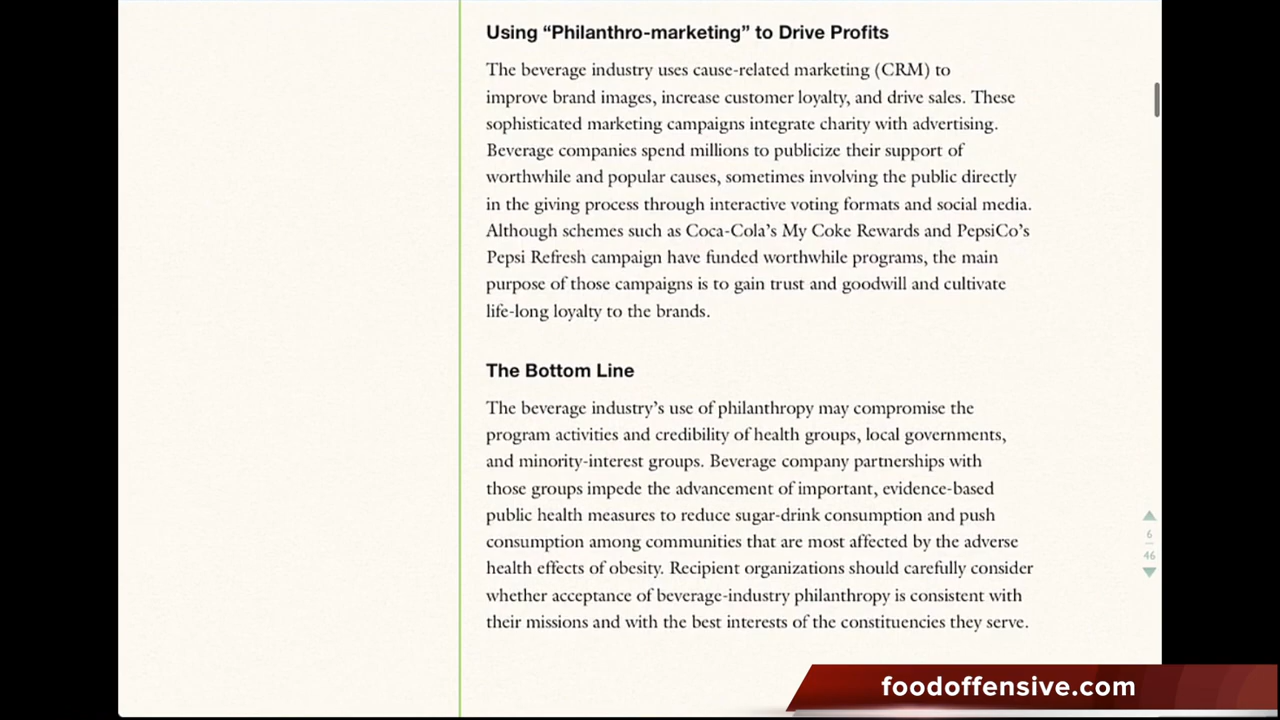 Using “Philanthro-marketing” to Drive Profits
The beverage industry uses cause-related marketing (CRM) to
improve brand images, increase customer loyalty, and drive sales. These
sophisticated marketing campaigns integrate charity with advertising.
Beverage companies spend millions to publicize their support of
worthwhile and popular causes, sometimes involving the public directly
in the giving process through interactive voting formats and social media.
Although schemes such as Coca-Cola’s My Coke Rewards and PepsiCo’s
Pepsi Refresh campaign have funded worthwhile programs, the main
purpose of those campaigns is to gain trust and goodwill and cultivate
life-long loyalty to the brands.
The Bottom Line
The beverage industry’s use of philanthropy may compromise the
program activities and credibility of health groups, local governments,
and minority-interest groups. Beverage company partnerships with
those groups impede the advancement of important, evidence-based
public health measures to reduce sugar-drink consumption and push
consumption among communities that are most affected by the adverse
health effects of obesity. Recipient organizations should carefully consider
whether acceptance of beverage-industry philanthropy is consistent with
their missions and with the best interests of the constituencies they serve.
6
46
foodoffensive.com